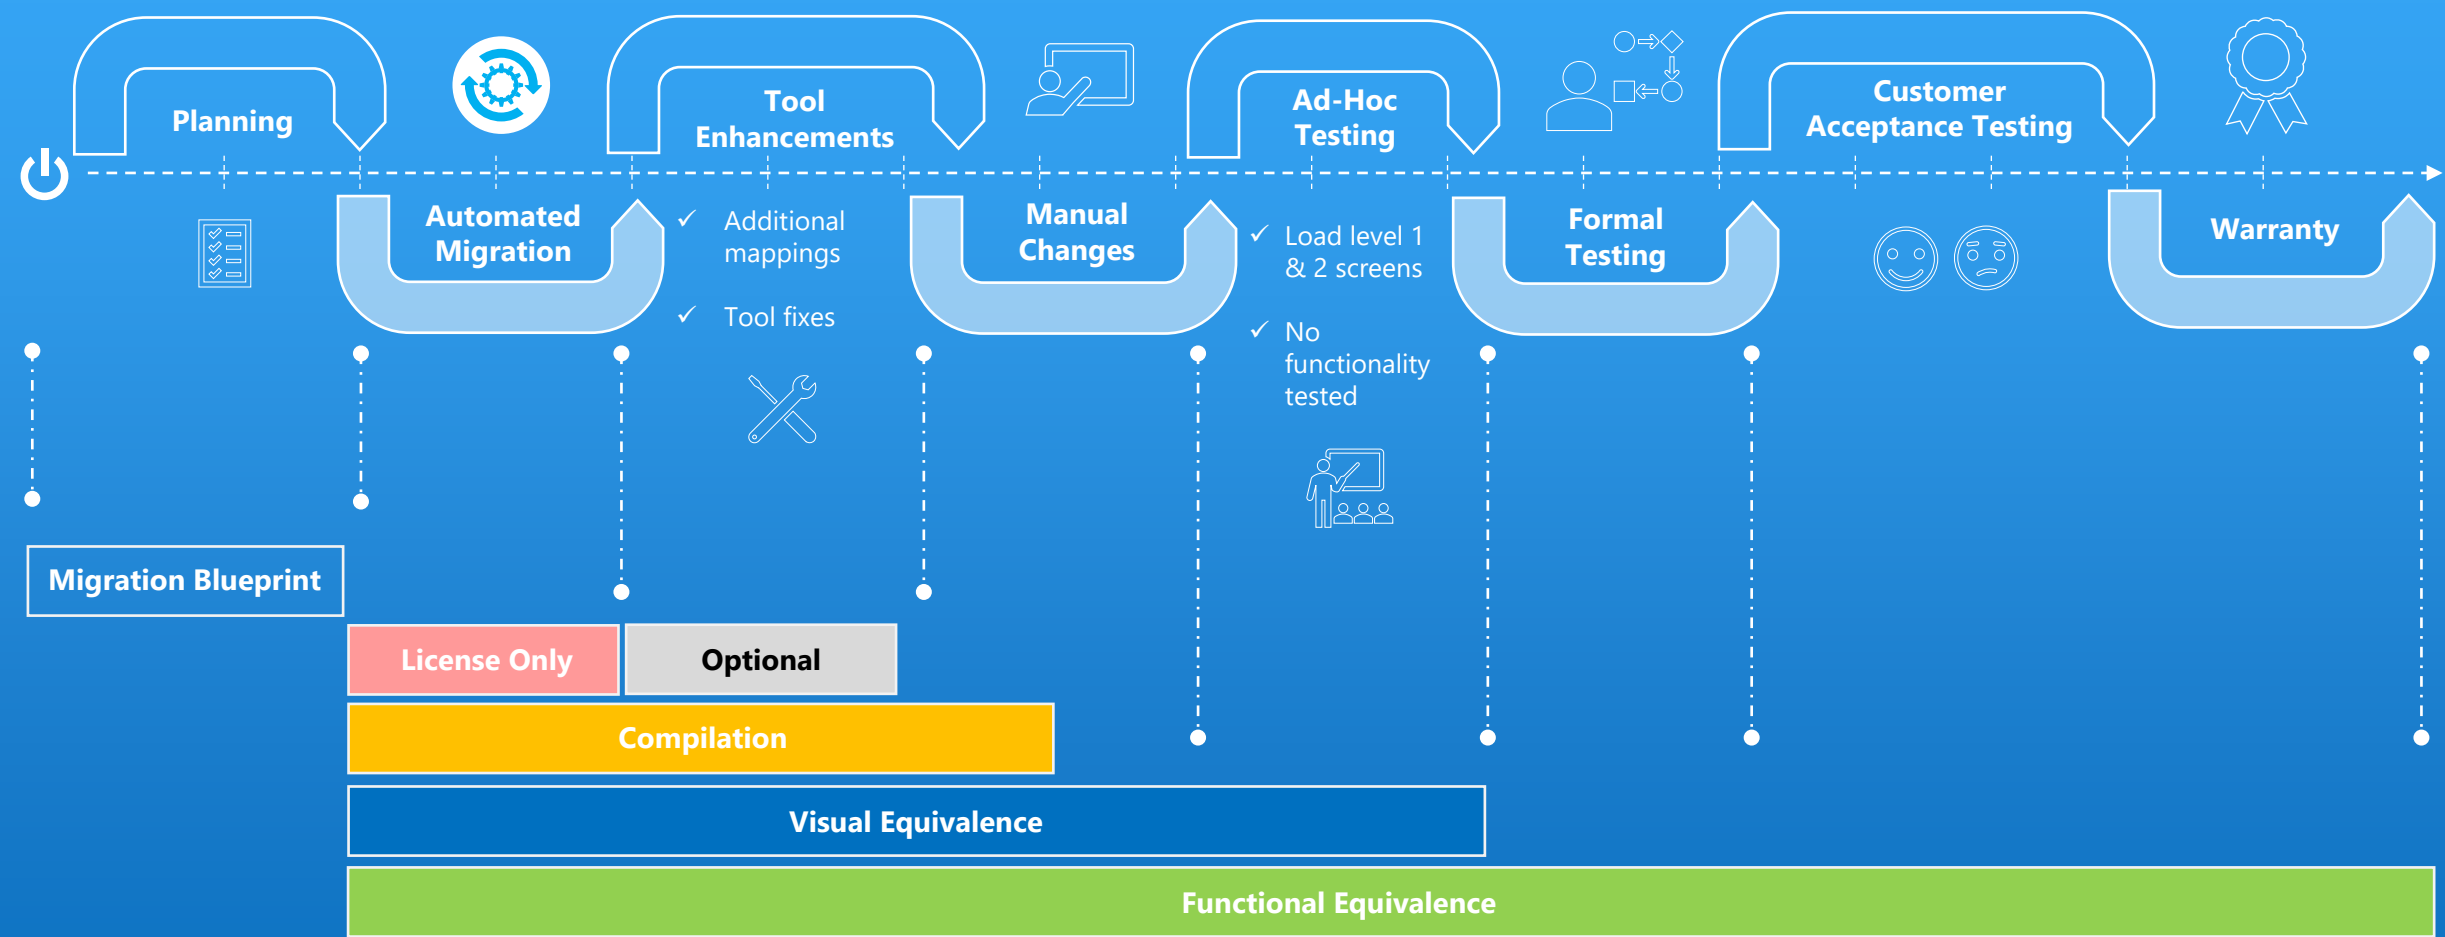 Planning
Tool
Enhancements
Ad-Hoc
Testing
Customer
Acceptance Testing
Automated
Migration
✓ Additional
mappings
✓ Tool fixes
Manual
Changes
✓ Load level 1
& 2 screens
✓ No
functionality
tested
Formal
Testing
Warranty
Migration Blueprint
License Only
Optional
Compilation
Visual Equivalence
Functional Equivalence